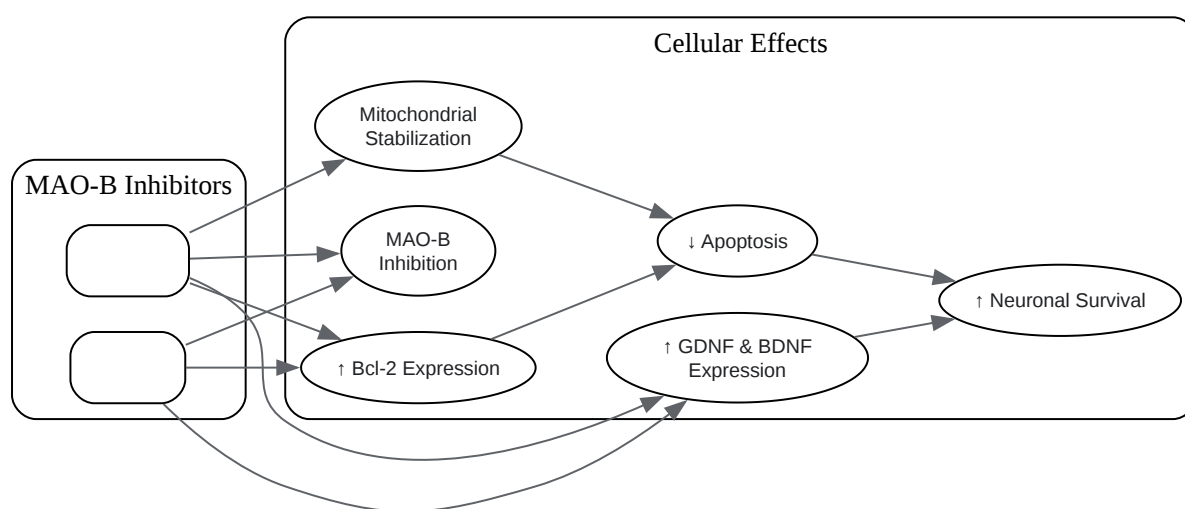 Cellular Effects
Mitochondrial
Stabilization
MAO-B Inhibitors
MAO-B
Inhibition
↓ Apoptosis
↑ Neuronal Survival
↑ Bcl-2 Expression
↑ GDNF & BDNF
Expression